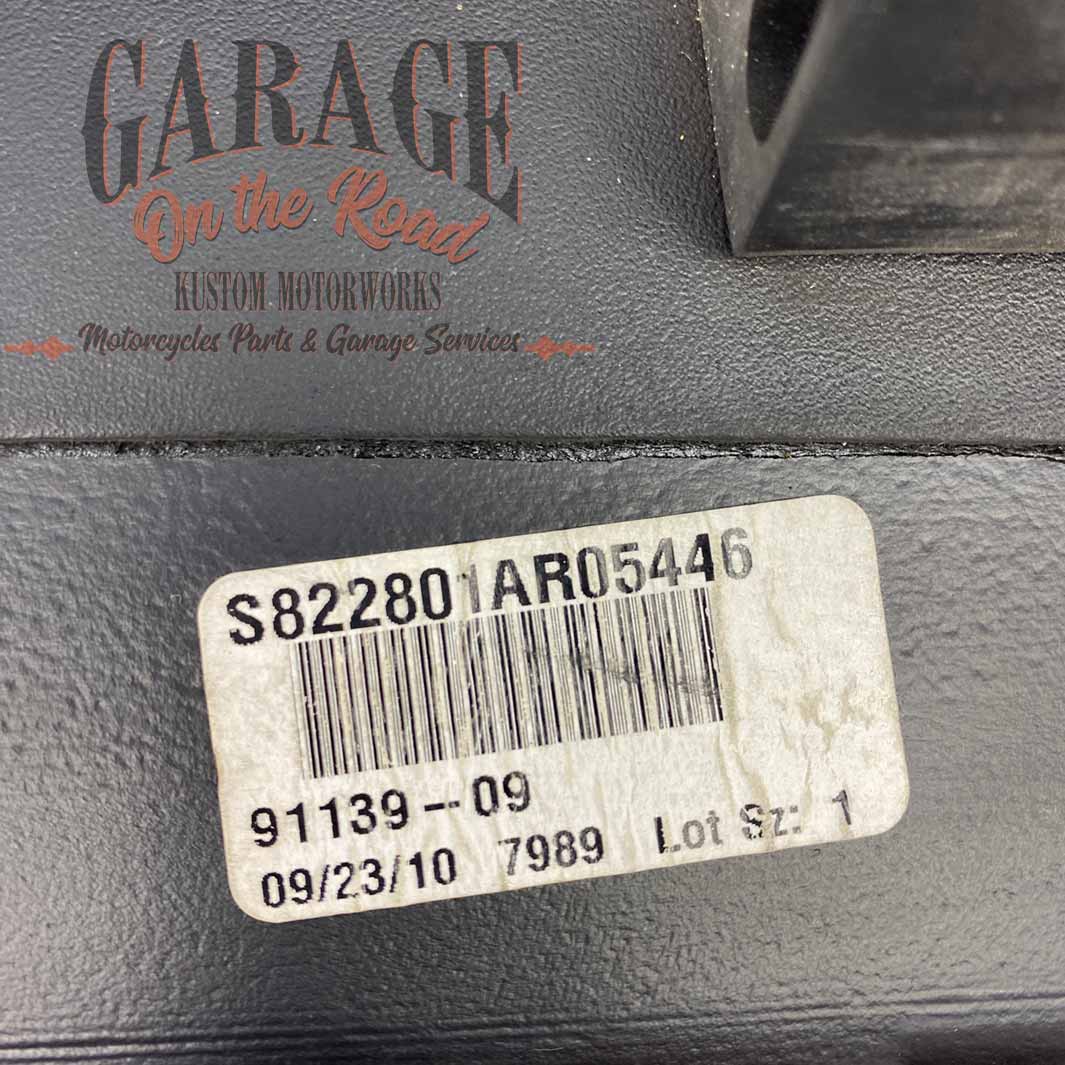 GARAGE
On the Road
KUSTOM MOTORWORKS
Motorcycles Parts & Garage Services
S822801AR05446
91139-09
09/23/10 7989 Lot Sz: 1